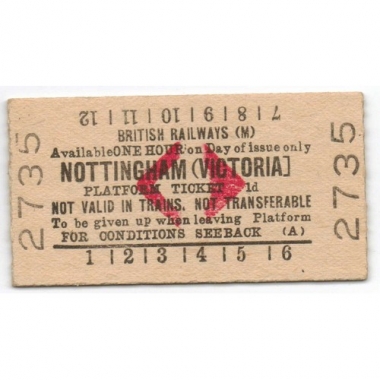 7|8|9|10|11|12
BRITISH RAILWAYS (M)
Available ONE HOUR on Day of issue only
NOTTINGHAM (VICTORIA]
PLATFORM TICKET 1d
NOT VALID IN TRAINS. NOT TRANSFERABLE
To be given up when leaving Platform
FOR CONDITIONS SEE BACK (A)
1|2|3|4|5|6
2735
2735